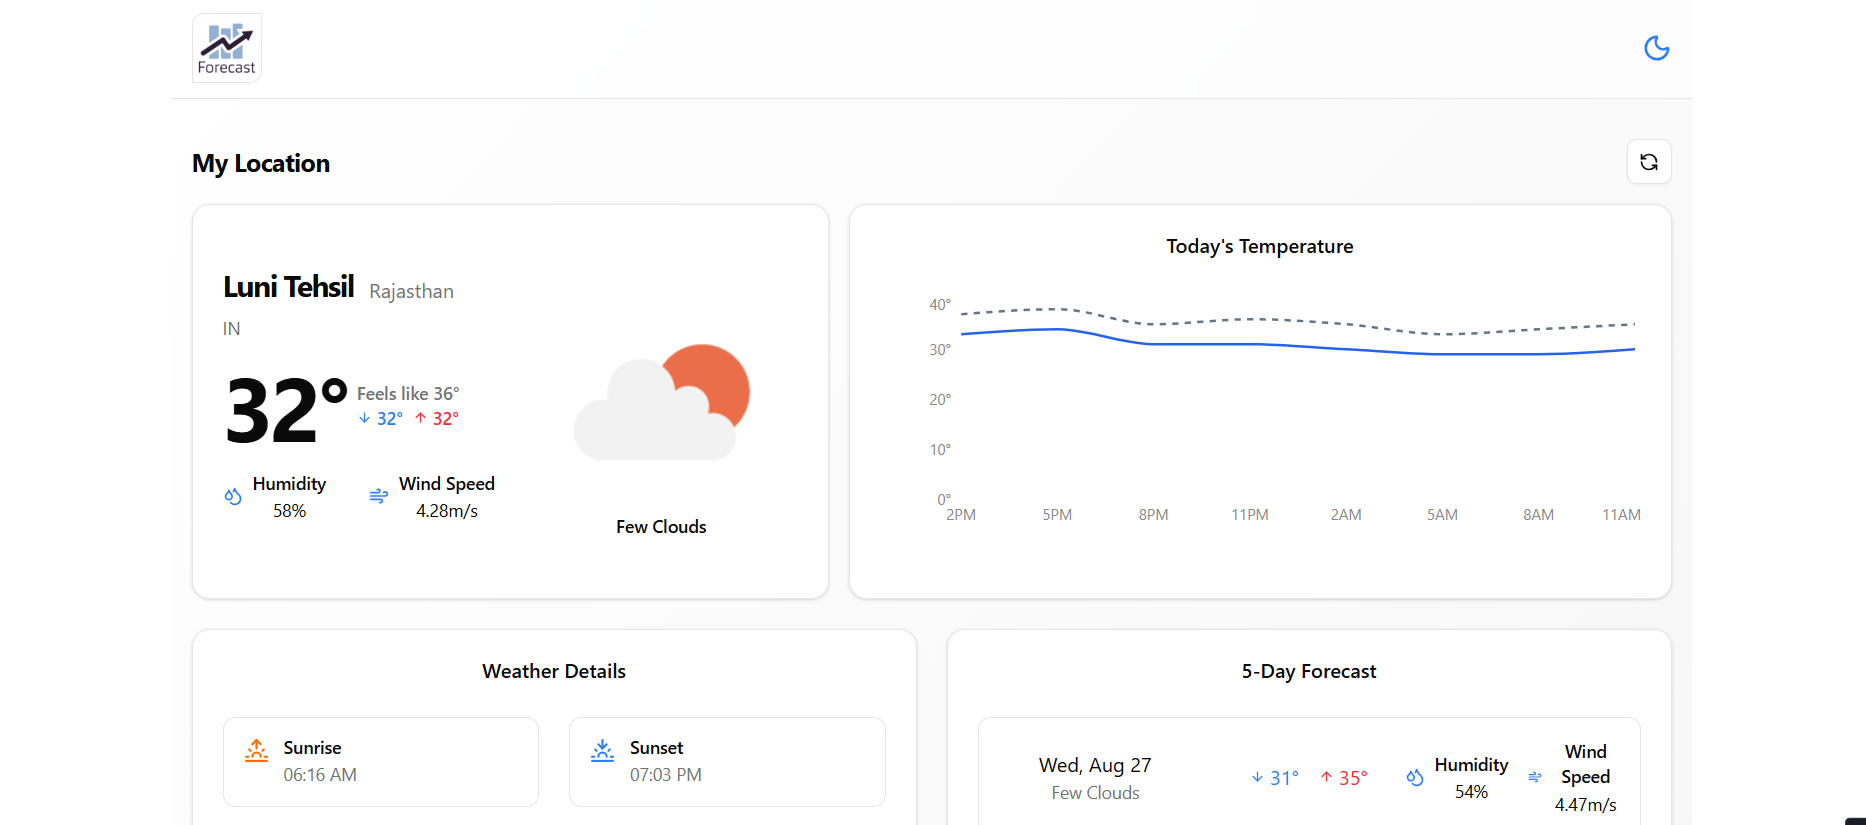 Forecast
My Location
Luni Tehsil Rajasthan
IN
32° Feels like 36°
32° 32°
Humidity
58%
Wind Speed
4.28m/s
Few Clouds
Today's Temperature
40°
30°
20°
10°
0°
2PM 5PM 8PM 11PM 2AM 5AM 8AM 11AM
Weather Details
Sunrise
06:16 AM
Sunset
07:03 PM
5-Day Forecast
Wed, Aug 27
Few Clouds
31° 35°
Humidity
54%
Wind
Speed
4.47m/s